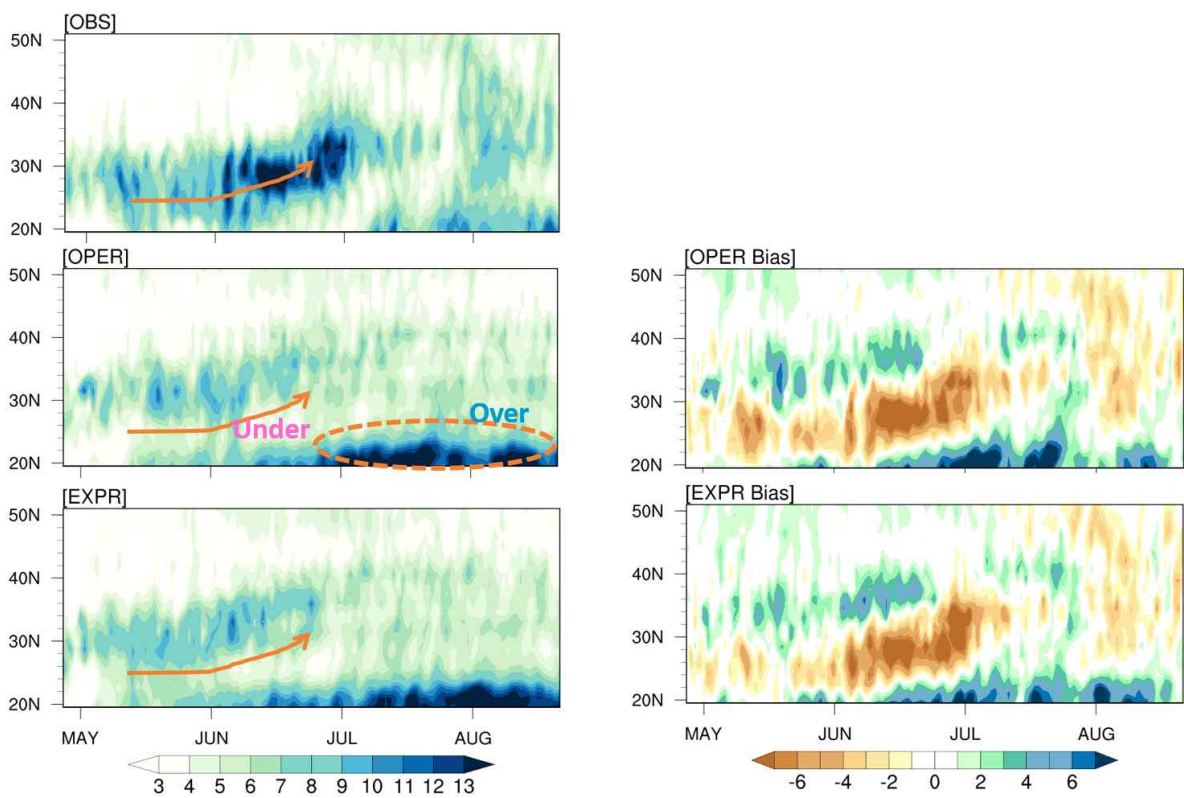 [OBS]
50N
40N
30N
20N
[OPER]
50N
40N
30N
20N
Under
Over
[OPER Bias]
50N
40N
30N
20N
[EXPR]
50N
40N
30N
20N
MAY JUN JUL AUG
3 4 5 6 7 8 9 10 11 12 13
[EXPR Bias]
50N
40N
30N
20N
MAY JUN JUL AUG
-6 -4 -2 0 2 4 6